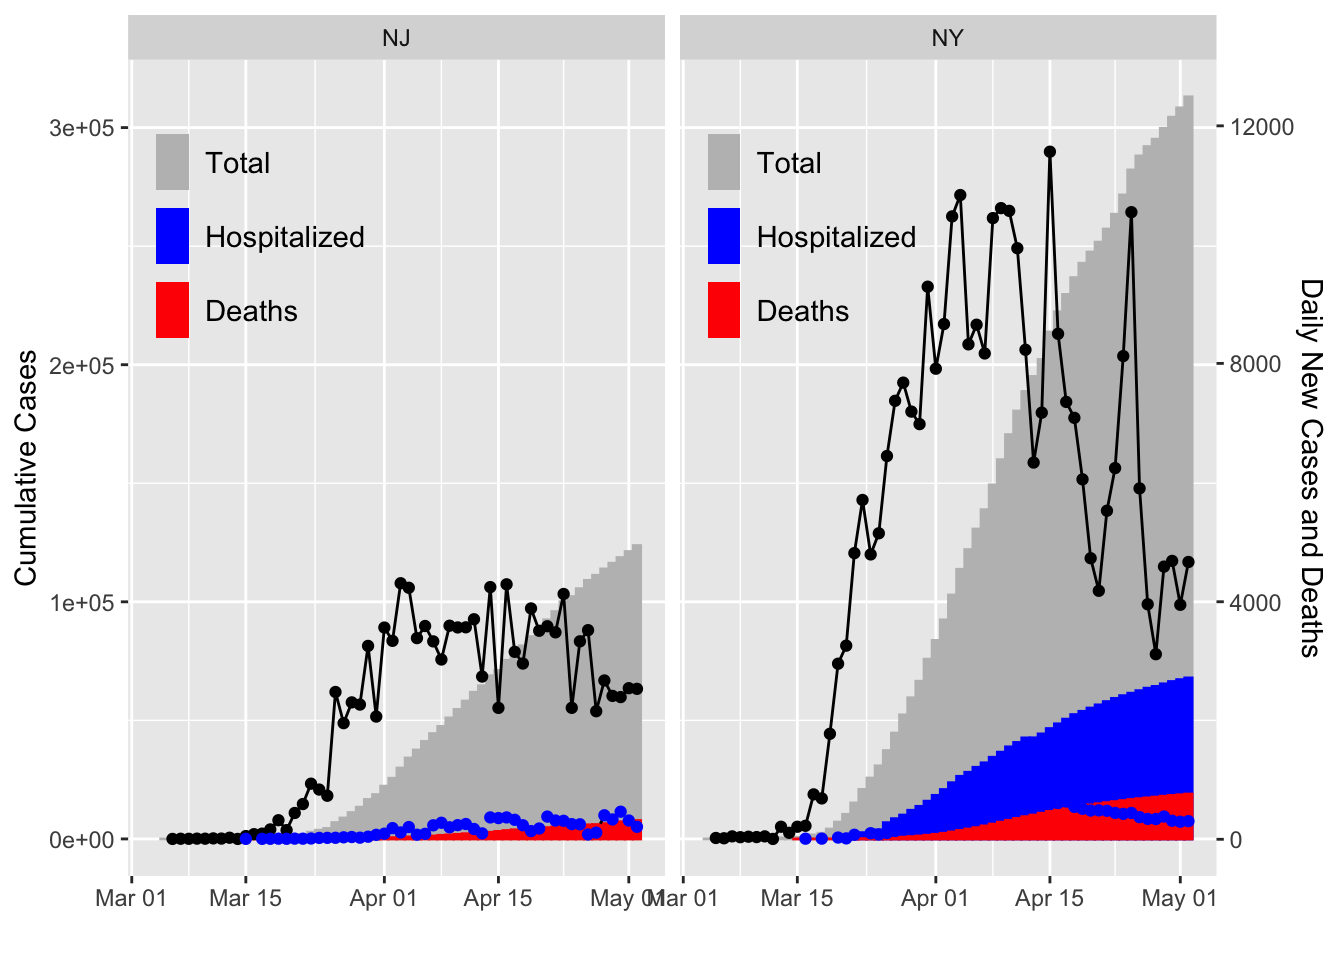 NJ
NY
Cumulative Cases
3e+05
2e+05
1e+05
0e+00
Total
Hospitalized
Deaths
Total
Hospitalized
Deaths
12000
8000
4000
0
Daily New Cases and Deaths
Mar 01
Mar 15
Apr 01
Apr 15
May 01
Mar 01
Mar 15
Apr 01
Apr 15
May 01